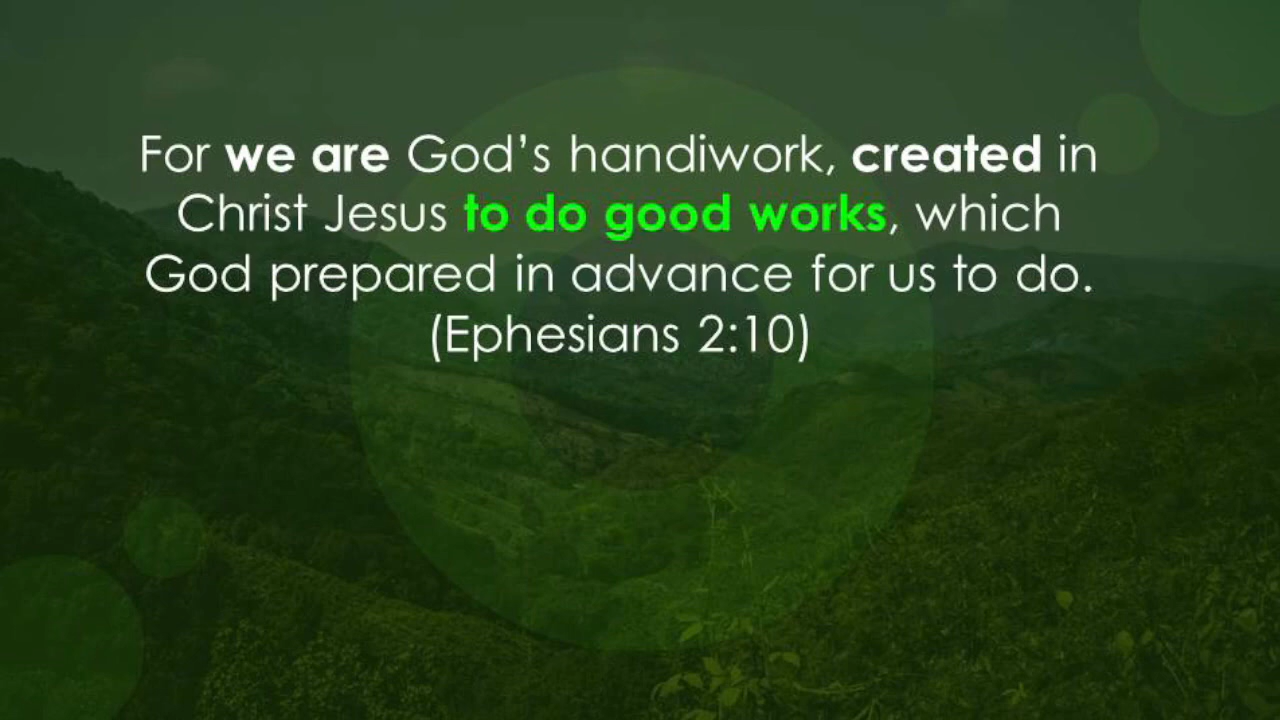 For we are God’s handiwork, created in
Christ Jesus to do good works, which
God prepared in advance for us to do.
(Ephesians 2:10)